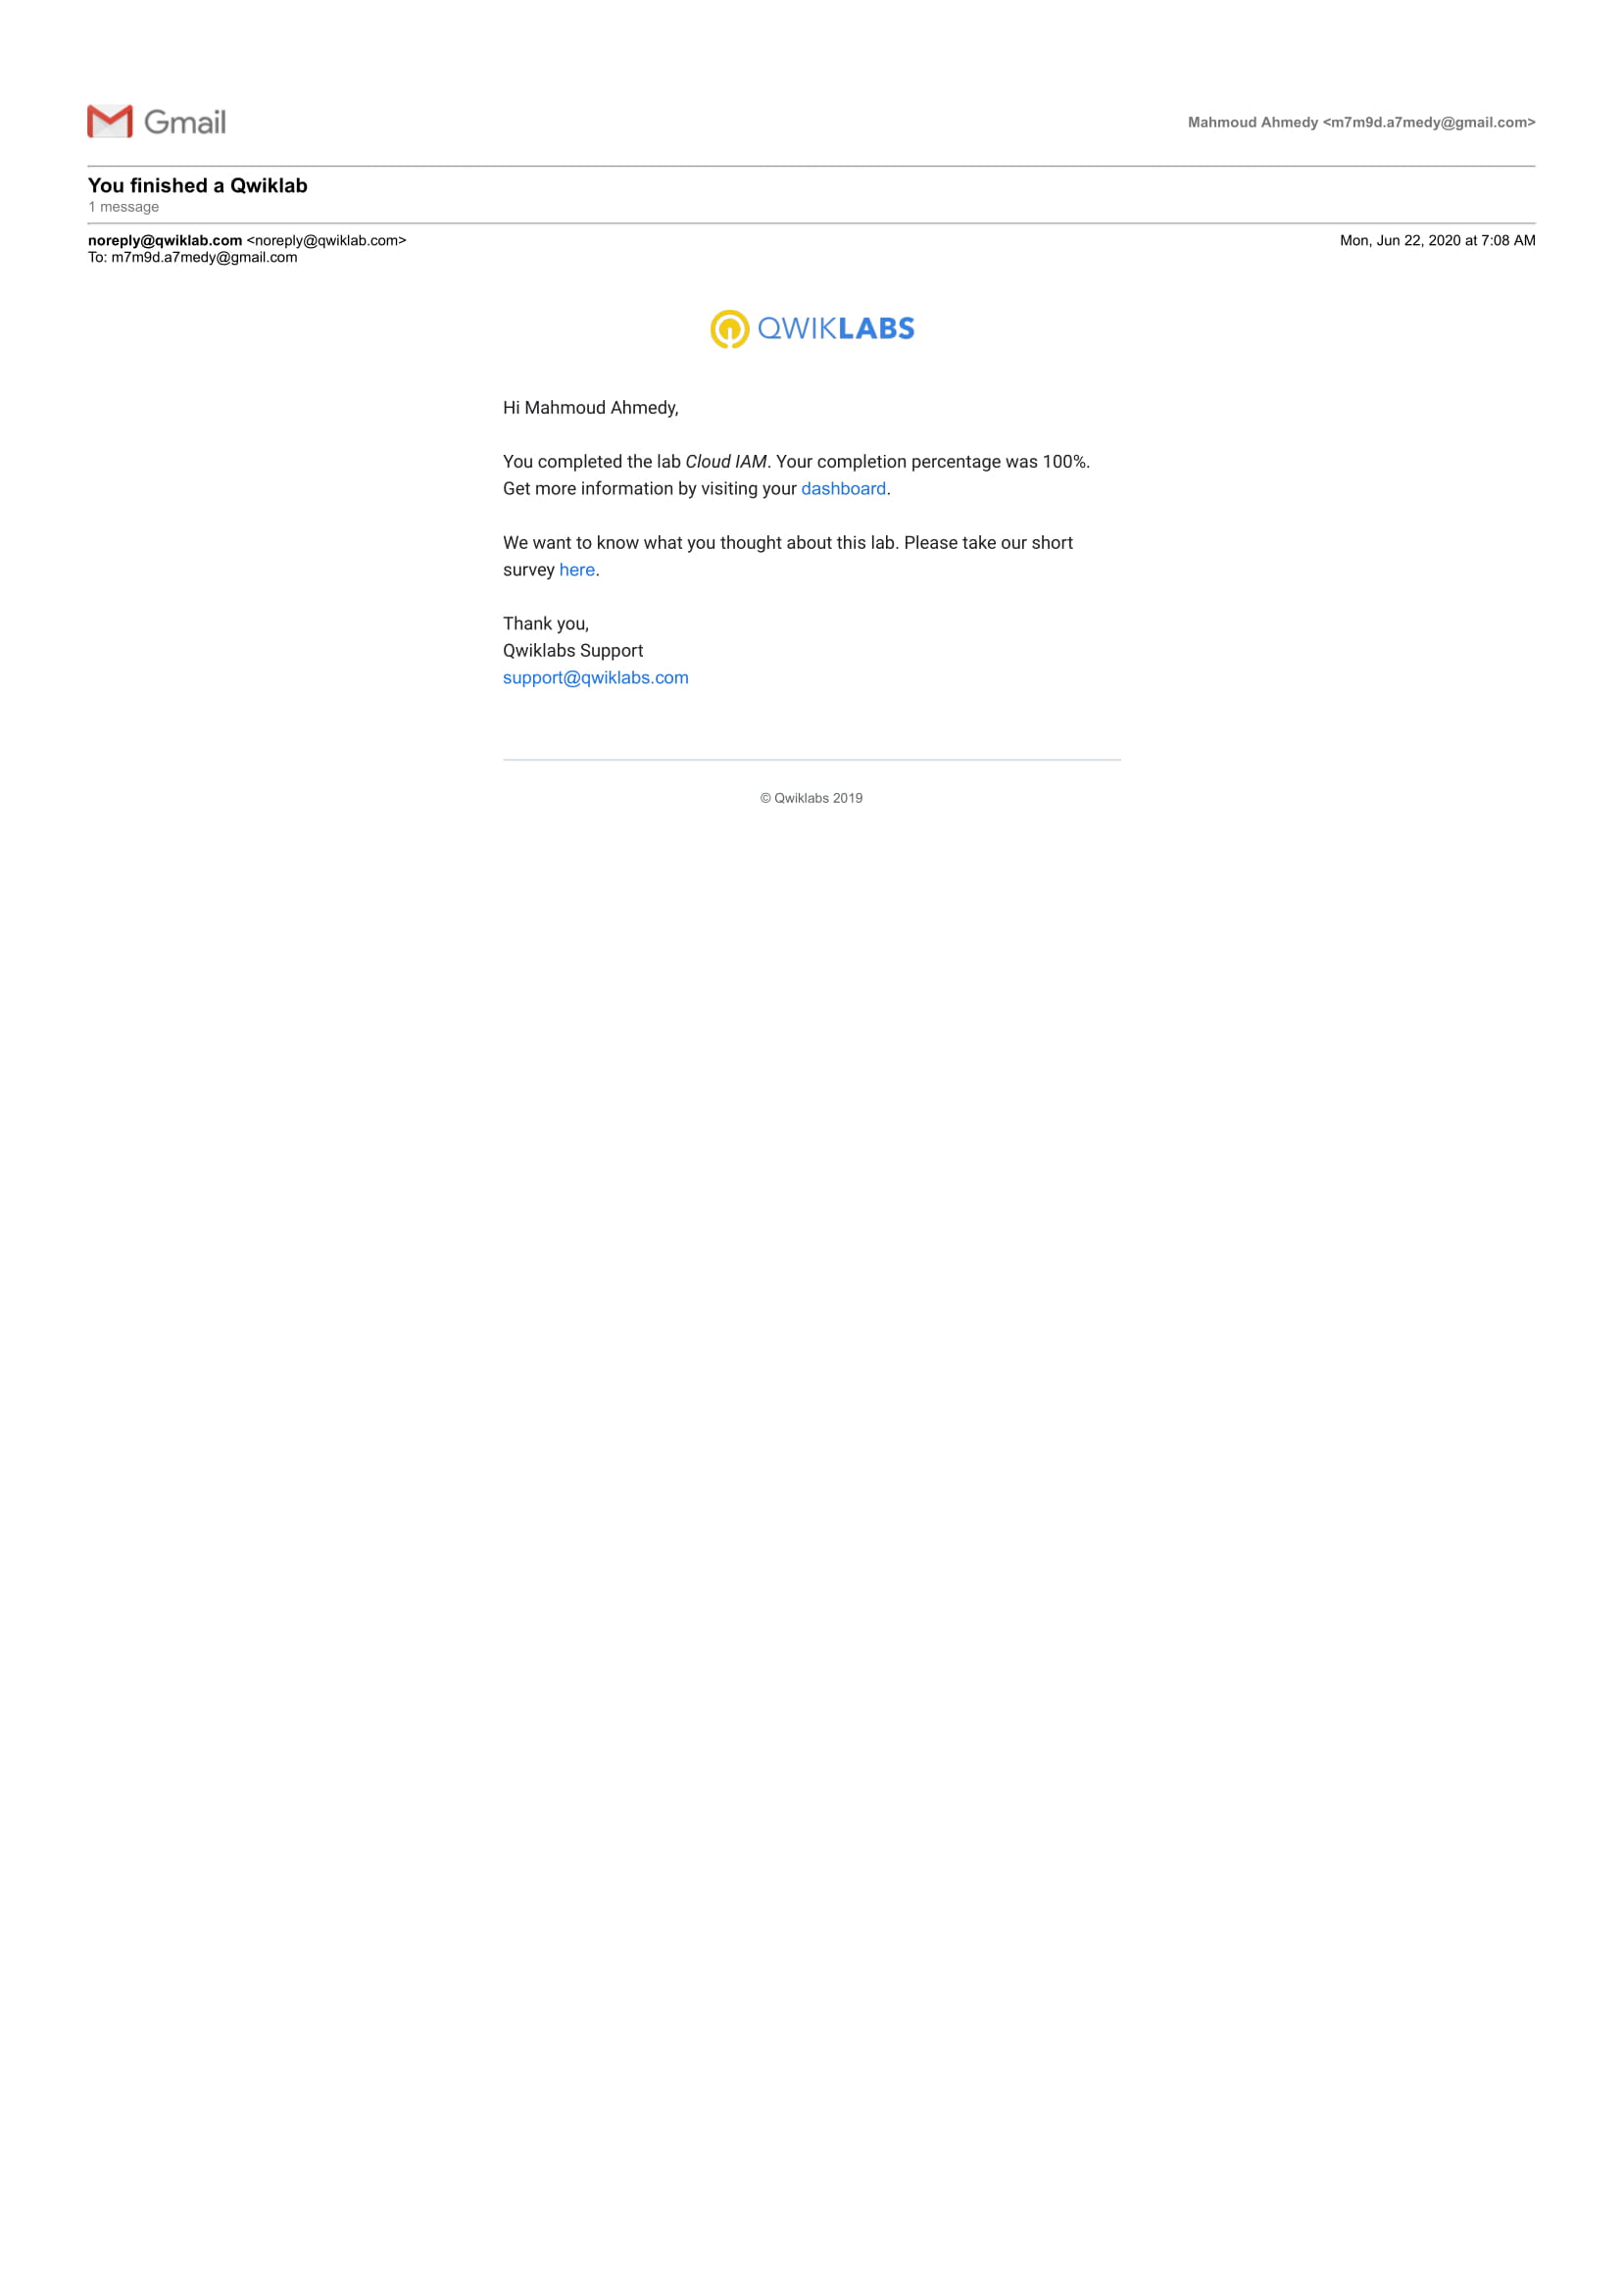 Gmail
Mahmoud Ahmedy <m7m9d.a7medy@gmail.com>
You finished a Qwiklab
1 message
noreply@qwiklab.com <noreply@qwiklab.com>
Mon, Jun 22, 2020 at 7:08 AM
To: m7m9d.a7medy@gmail.com
QWIKLABS
Hi Mahmoud Ahmedy,
You completed the lab Cloud IAM. Your completion percentage was 100%.
Get more information by visiting your dashboard.
We want to know what you thought about this lab. Please take our short
survey here.
Thank you,
Qwiklabs Support
support@qwiklabs.com
© Qwiklabs 2019